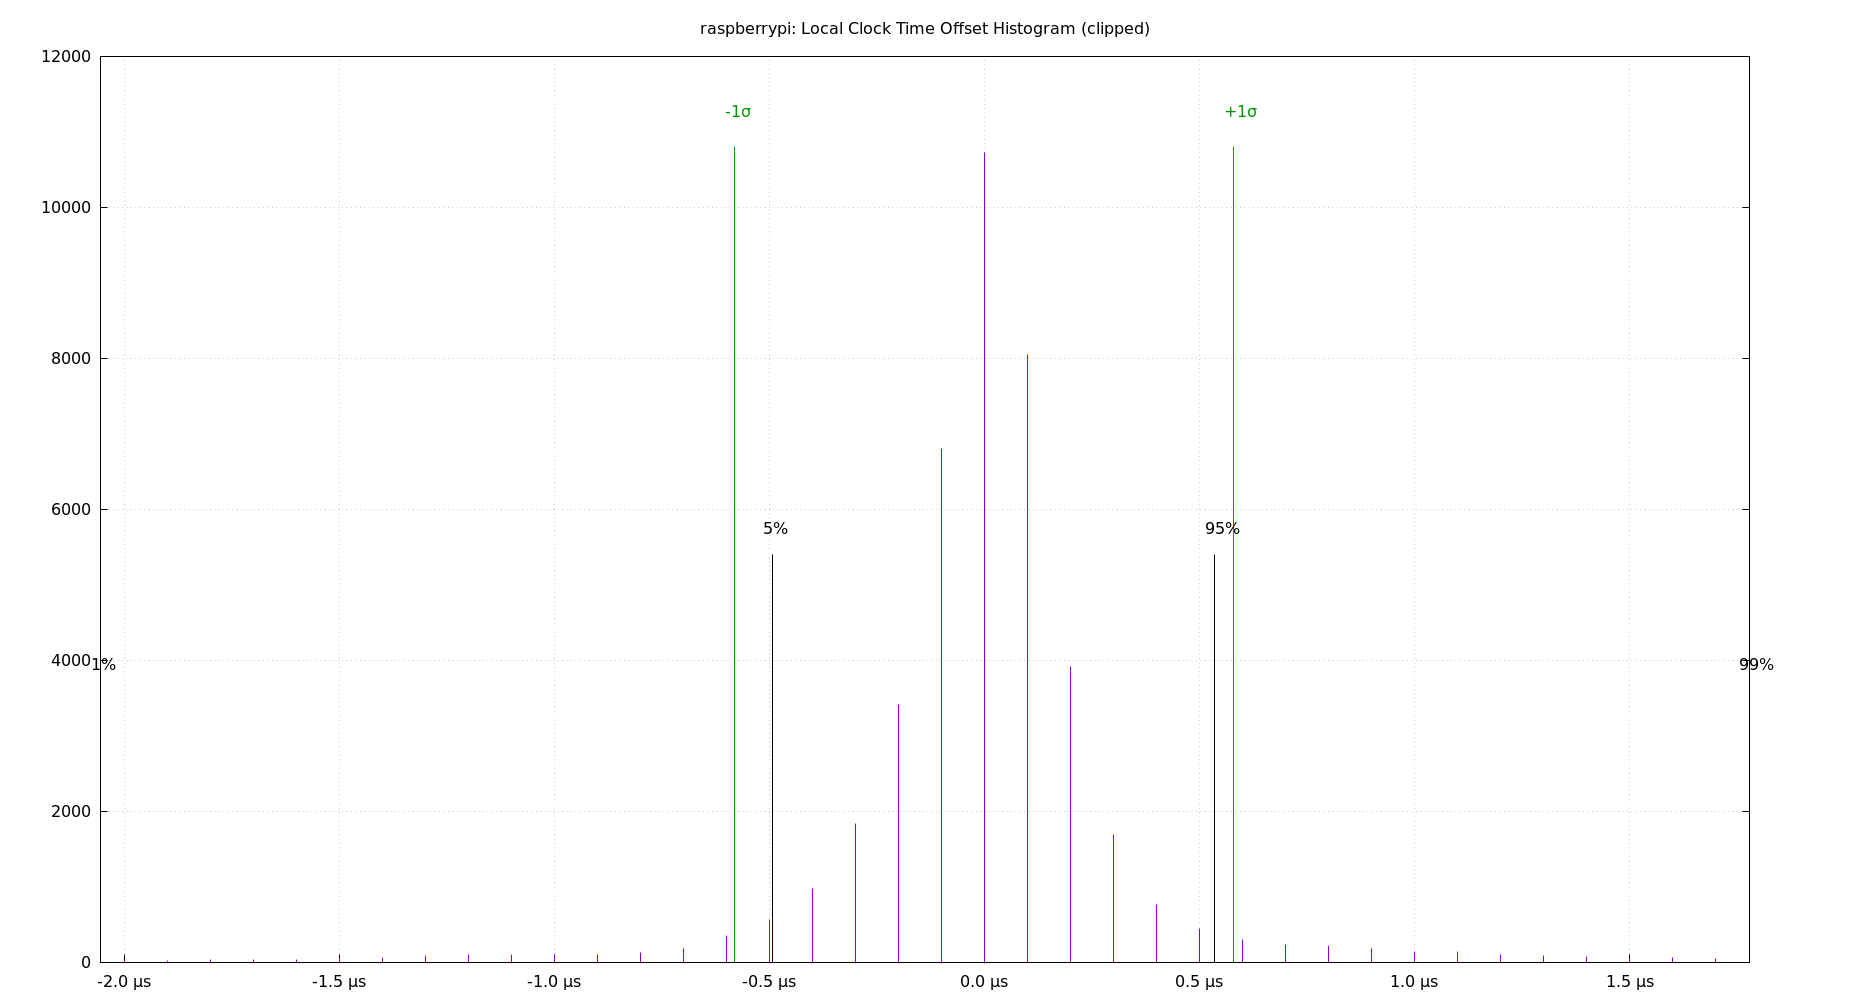 raspberrypi: Local Clock Time Offset Histogram (clipped)
12000
-1σ
+1σ
10000
8000
6000
5%
95%
4000
1%
99%
2000
0
-2.0 µs
-1.5 µs
-1.0 µs
-0.5 µs
0.0 µs
0.5 µs
1.0 µs
1.5 µs